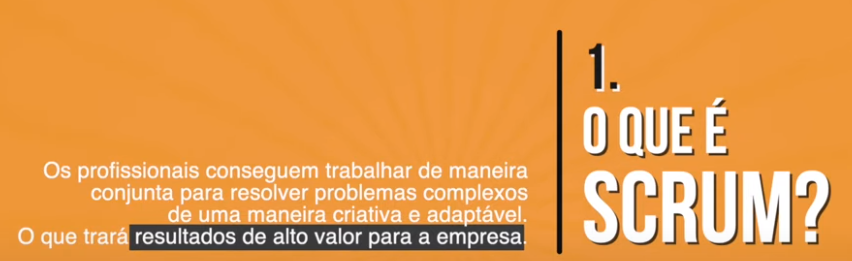 Os profissionais conseguem trabalhar de maneira
conjunta para resolver problemas complexos
de uma maneira criativa e adaptável.
O que trará resultados de alto valor para a empresa.
1.
O QUE É
SCRUM?